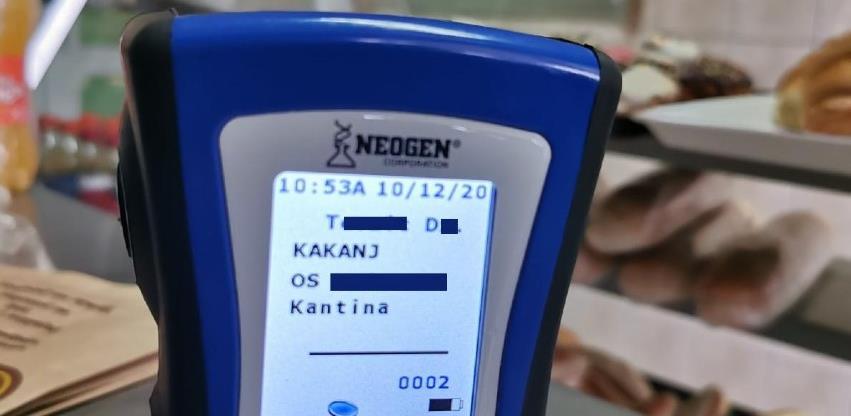 NEOGEN®
CORPORATION
10:53A 10/12/20
T D.
KAKANJ
OS
Kantina
0002